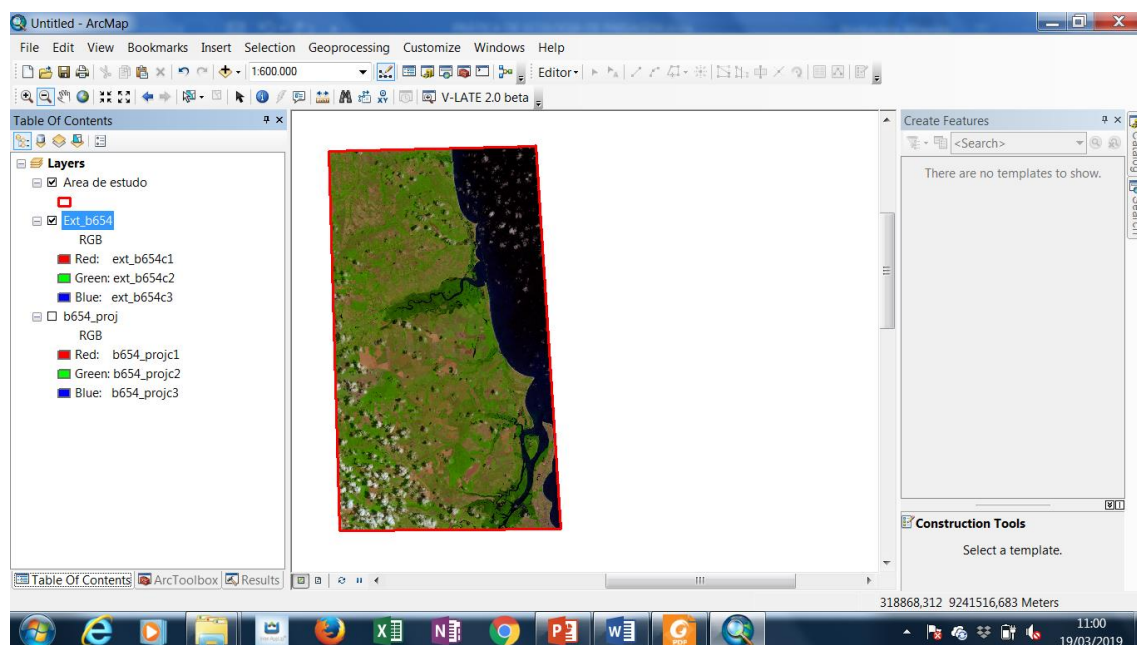 Untitled - ArcMap
File Edit View Bookmarks Insert Selection Geoprocessing Customize Windows Help
1:600.000
Editor
V-LATE 2.0 beta
Table Of Contents
Layers
Area de estudo
Ext_b654
RGB
Red: ext_b654c1
Green: ext_b654c2
Blue: ext_b654c3
b654_proj
RGB
Red: b654_projc1
Green: b654_projc2
Blue: b654_projc3
Create Features
<Search>
There are no templates to show.
Catalog
Search
Construction Tools
Select a template.
Table Of Contents ArcToolbox Results
318868,312 9241516,683 Meters
PDF
11:00
19/03/2019